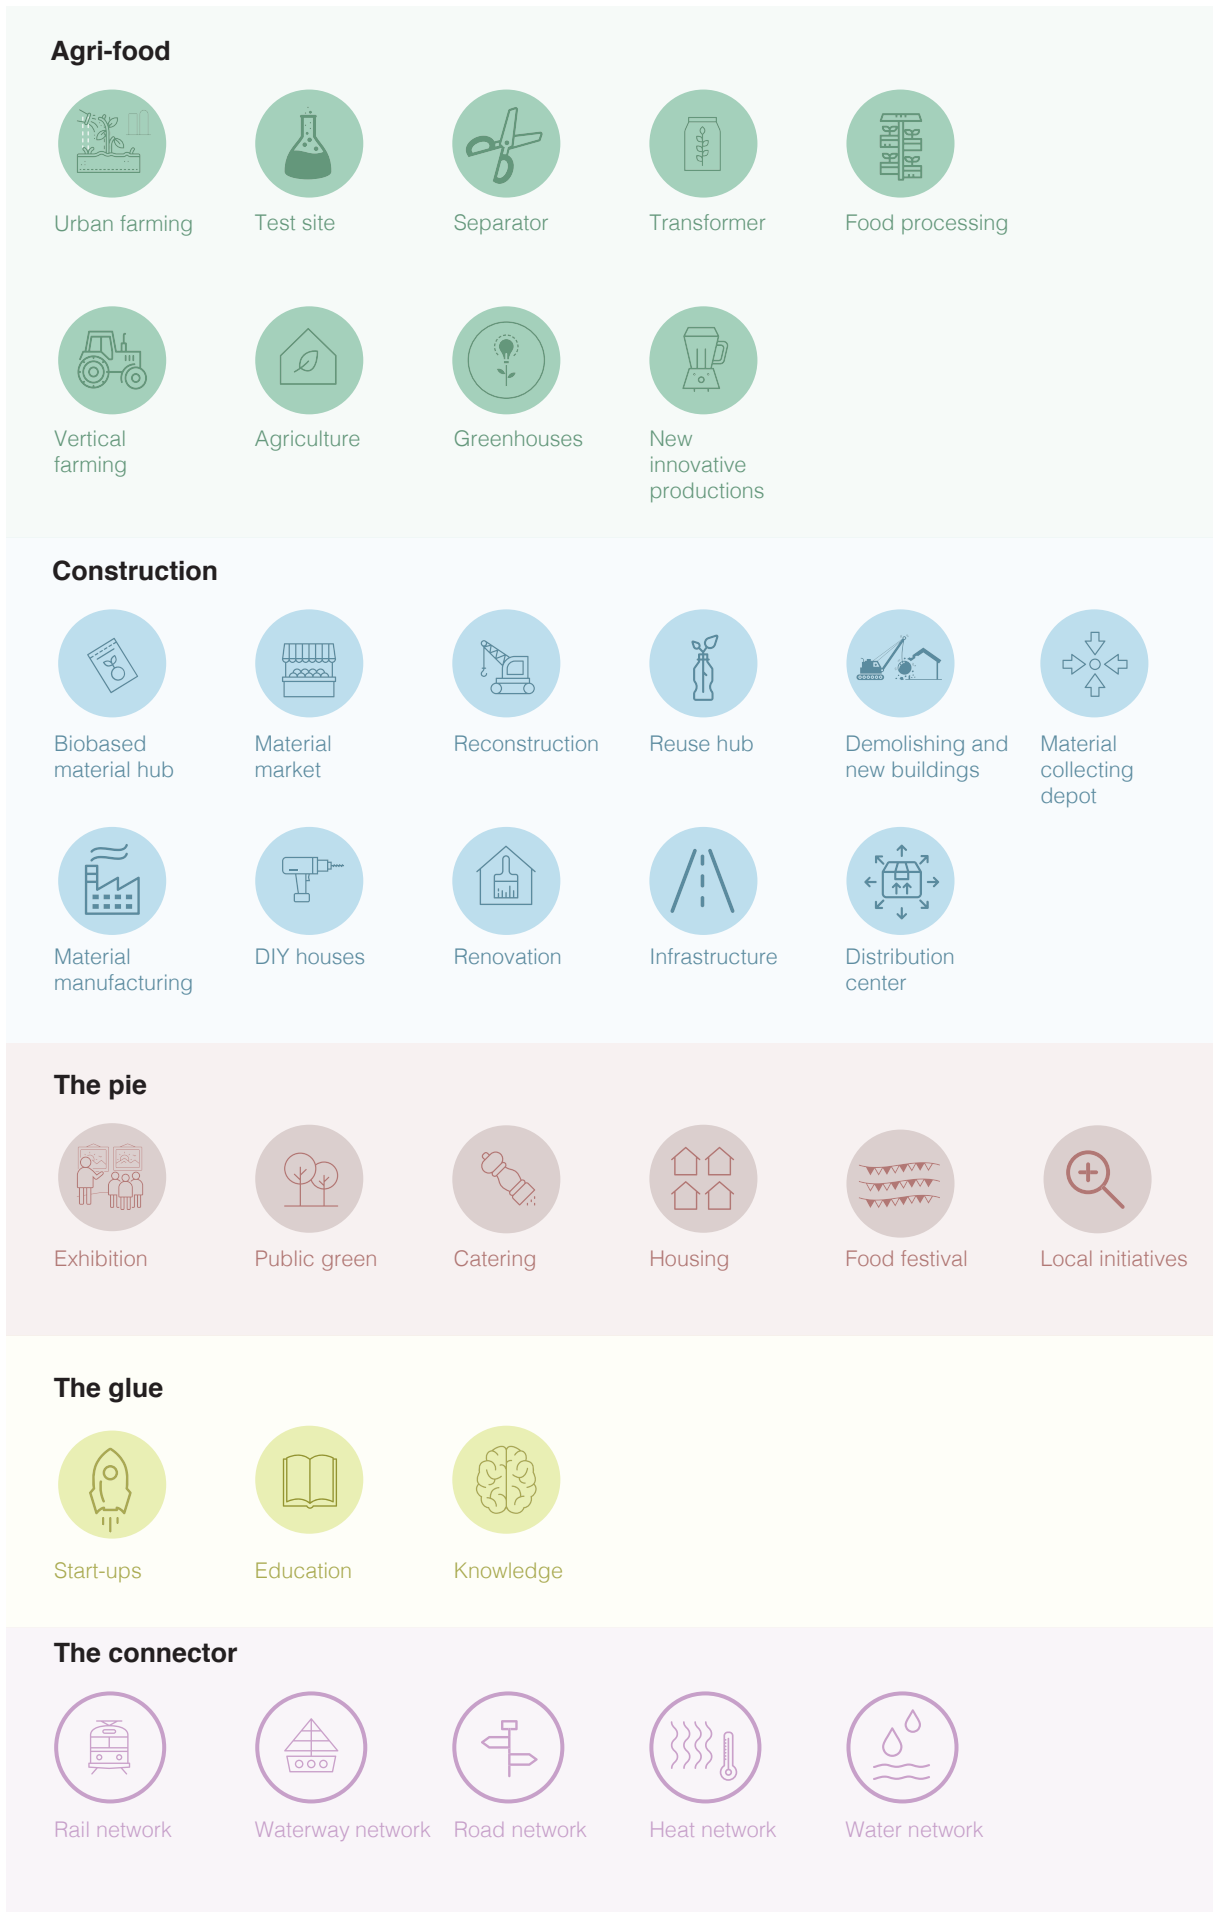 Agri-food
Urban farming
Test site
Separator
Transformer
Food processing
Vertical
farming
Agriculture
Greenhouses
New
innovative
productions
Construction
Biobased
material hub
Material
market
Reconstruction
Reuse hub
Demolishing and
new buildings
Material
collecting
depot
Material
manufacturing
DIY houses
Renovation
Infrastructure
Distribution
center
The pie
Exhibition
Public green
Catering
Housing
Food festival
Local initiatives
The glue
Start-ups
Education
Knowledge
The connector
Rail network
Waterway network
Road network
Heat network
Water network